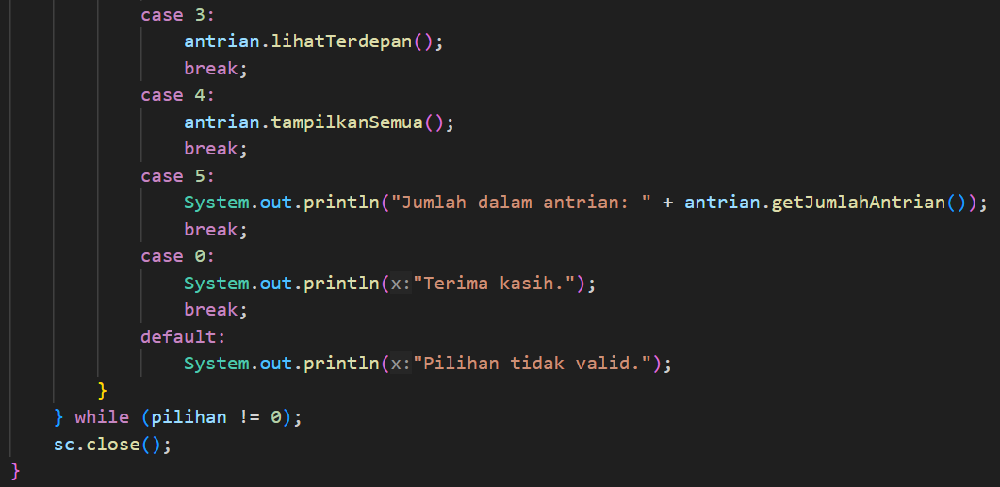 case 3:
antrian.lihatTerdepan();
break;
case 4:
antrian.tampilkanSemua();
break;
case 5:
System.out.println("Jumlah dalam antrian: " + antrian.getJumlahAntrian());
break;
case 0:
System.out.println(x:"Terima kasih.");
break;
default:
System.out.println(x:"Pilihan tidak valid.");
}
} while (pilihan != 0);
sc.close();
}